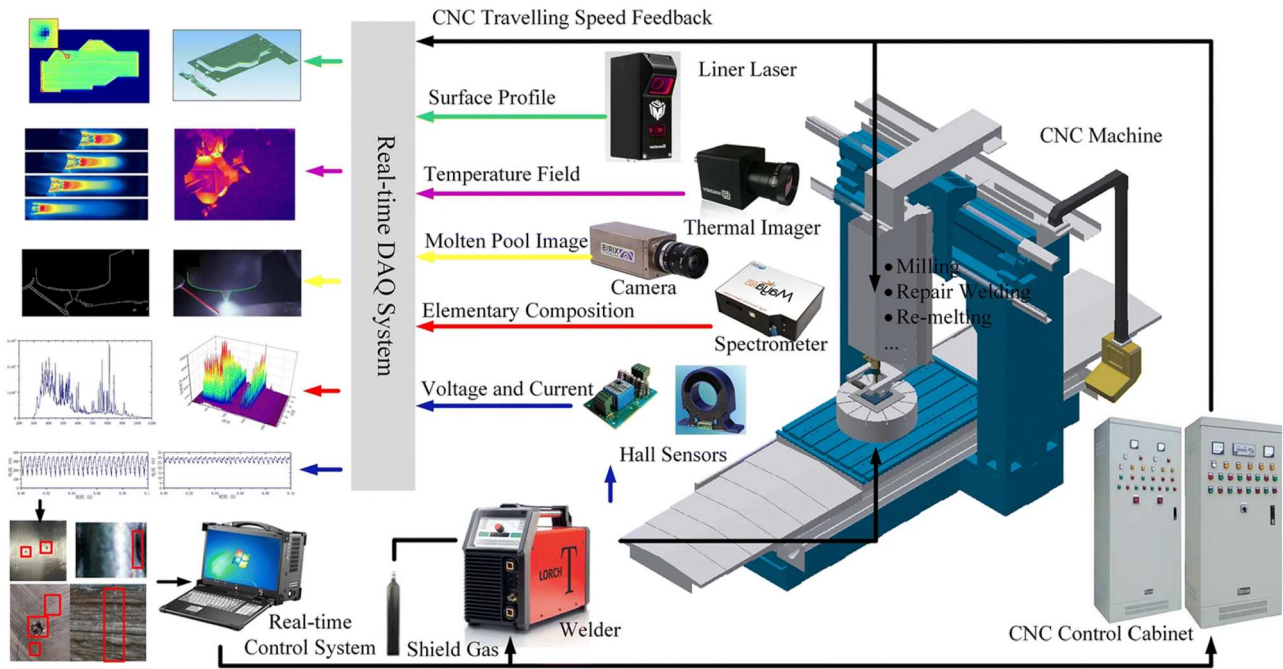 CNC Travelling Speed Feedback
Liner Laser
Surface Profile
CNC Machine
Temperature Field
Thermal Imager
Real-time DAQ System
Molten Pool Image
Camera
• Milling
• Repair Welding
• Re-melting
...
Elementary Composition
Spectrometer
Voltage and Current
Hall Sensors
LORCH
T
Real-time
Control System
Shield Gas
Welder
CNC Control Cabinet